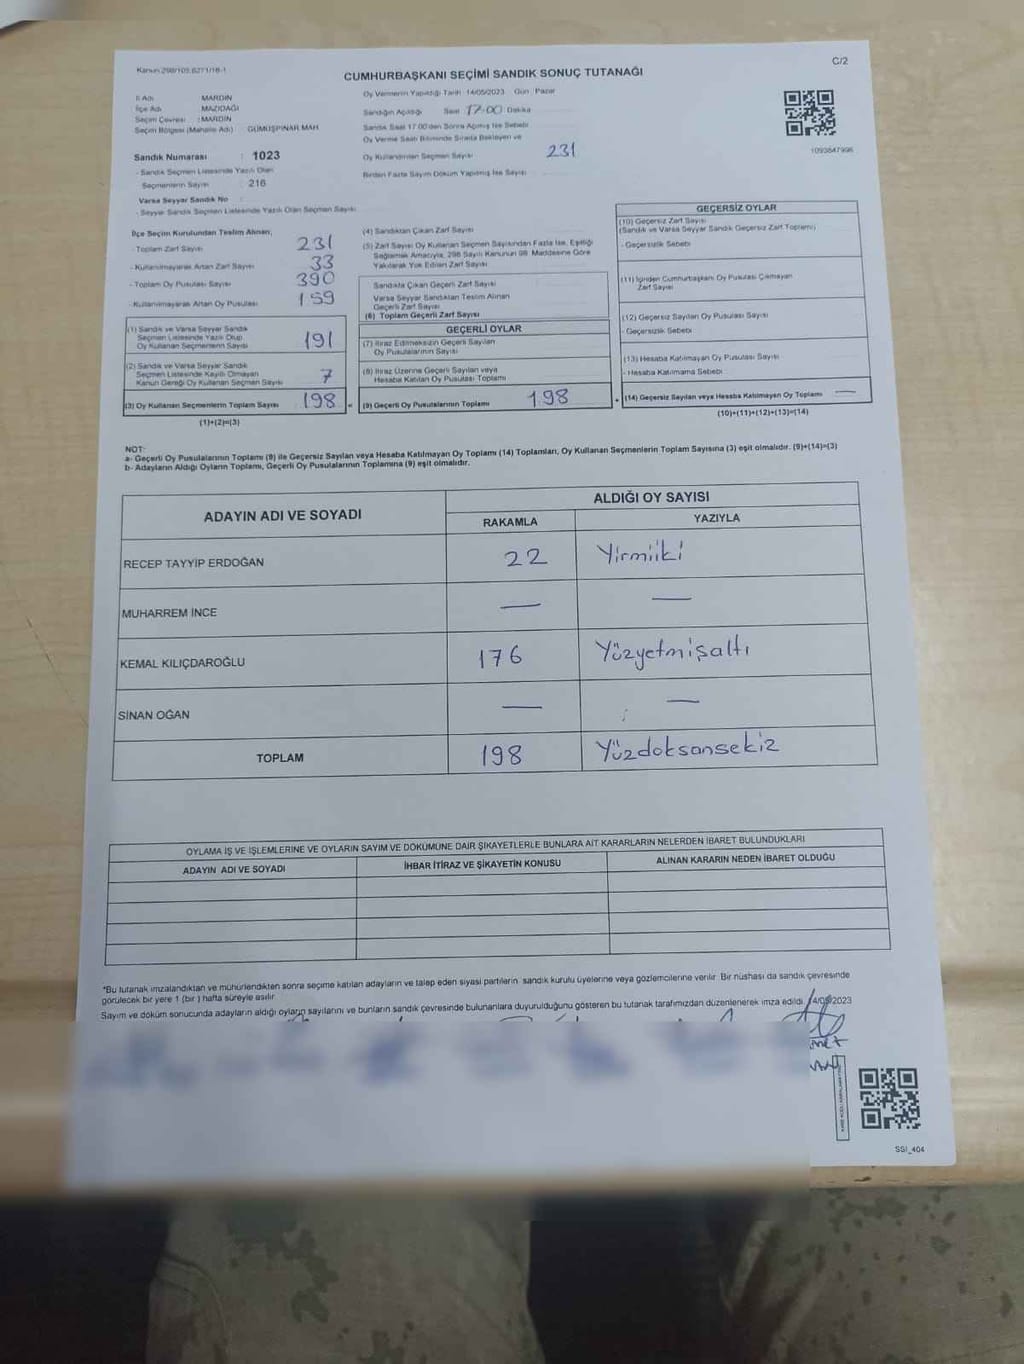 Kanun 298/105,6271/18-1
C/2
CUMHURBAŞKANI SEÇİMİ SANDIK SONUÇ TUTANAĞI
İl Adı : MARDİN
İlçe Adı : MAZIDAĞI
Seçim Çevresi : MARDİN
Seçim Bölgesi (Mahalle Adı) GÜMÜŞPINAR MAH.
Sandık Numarası : 1023
- Sandık Seçmen Listesinde Yazılı Olan
Seçmenlerin Sayısı : 216
Varsa Seyyar Sandık No :
- Seyyar Sandık Seçmen Listesinde Yazılı Olan Seçmen Sayısı
Oy Vermenin Yapıldığı Tarih 14/05/2023 Gün Pazar
Sandığın Açıldığı Saat 17:00 Dakika
Sandık Saat 17.00'den Sonra Açılmış İse Sebebi
Oy Verme Saati Bitiminde Sırada Bekleyen ve
Oy Kullandırılan Seçmen Sayısı 231
Birden Fazla Sayım Döküm Yapılmış İse Sayısı
1093847996
İlçe Seçim Kurulundan Teslim Alınan;
- Toplam Zarf Sayısı 231
- Kullanılmayarak Artan Zarf Sayısı 33
- Toplam Oy Pusulası Sayısı 390
- Kullanılmayarak Artan Oy Pusulası 159
(1) Sandık ve Varsa Seyyar Sandık
Seçmen Listesinde Yazılı Olup
Oy Kullanan Seçmen Sayısı 191
(2) Sandık ve Varsa Seyyar Sandık
Seçmen Listesinde Kayıtlı Olmayan
Kanun Gereği Oy Kullanan Seçmen Sayısı 7
(3) Oy Kullanan Seçmenlerin Toplam Sayısı 198
(1)+(2)=(3)
(4) Sandıktan Çıkan Zarf Sayısı
(5) Zarf Sayısı Oy Kullanan Seçmen Sayısından Fazla İse, Eşitliği
Sağlamak Amacıyla, 298 Sayılı Kanunun 98. Maddesine Göre
Yakılarak Yok Edilen Zarf Sayısı
Sandıkta Çıkan Geçerli Zarf Sayısı
Varsa Seyyar Sandıktan Teslim Alınan
Geçerli Zarf Sayısı
(6) Toplam Geçerli Zarf Sayısı
GEÇERLİ OYLAR
(7) İtiraz Edilmeksizin Geçerli Sayılan
Oy Pusulalarının Sayısı
(8) İtiraz Üzerine Geçerli Sayılan veya
Hesaba Katılan Oy Pusulası Toplamı
= (9) Geçerli Oy Pusulalarının Toplamı 198
GEÇERSİZ OYLAR
(10) Geçersiz Zarf Sayısı
(Sandık ve Varsa Seyyar Sandık Geçersiz Zarf Toplamı)
- Geçersizlik Sebebi
(11) İçinden Cumhurbaşkanı Oy Pusulası Çıkmayan
Zarf Sayısı
(12) Geçersiz Sayılan Oy Pusulası Sayısı
- Geçersizlik Sebebi
(13) Hesaba Katılmayan Oy Pusulası Sayısı
- Hesaba Katılmama Sebebi
+ (14) Geçersiz Sayılan veya Hesaba Katılmayan Oy Toplamı —
(10)+(11)+(12)+(13)=(14)
NOT:
a- Geçerli Oy Pusulalarının Toplamı (9) ile Geçersiz Sayılan veya Hesaba Katılmayan Oy Toplamı (14) Toplamları, Oy Kullanan Seçmenlerin Toplam Sayısına (3) eşit olmalıdır. (9)+(14)=(3)
b- Adayların Aldığı Oyların Toplamı, Geçerli Oy Pusulalarının Toplamına (9) eşit olmalıdır.
ADAYIN ADI VE SOYADI ALDIĞI OY SAYISI
RAKAMLA YAZIYLA
RECEP TAYYİP ERDOĞAN 22 Yirmiiki
MUHARREM İNCE — —
KEMAL KILIÇDAROĞLU 176 Yüzyetmişaltı
SİNAN OĞAN — —
TOPLAM 198 Yüzdoksansekiz
OYLAMA İŞ VE İŞLEMLERİNE VE OYLARIN SAYIM VE DÖKÜMÜNE DAİR ŞİKAYETLERLE BUNLARA AİT KARARLARIN NELERDEN İBARET BULUNDUKLARI
ADAYIN ADI VE SOYADI İHBAR İTİRAZ VE ŞİKAYETİN KONUSU ALINAN KARARIN NEDEN İBARET OLDUĞU
*Bu tutanak imzalandıktan ve mühürlendikten sonra seçime katılan adayların ve talep eden siyasi partilerin sandık kurulu üyelerine veya gözlemcilerine verilir. Bir nüshası da sandık çevresinde
görülecek bir yere 1 (bir) hafta süreyle asılır.
Sayım ve döküm sonucunda adayların aldığı oyların sayılarını ve bunların sandık çevresinde bulunanlara duyurulduğunu gösteren bu tutanak tarafımızdan düzenlenerek imza edildi.
SGI_404